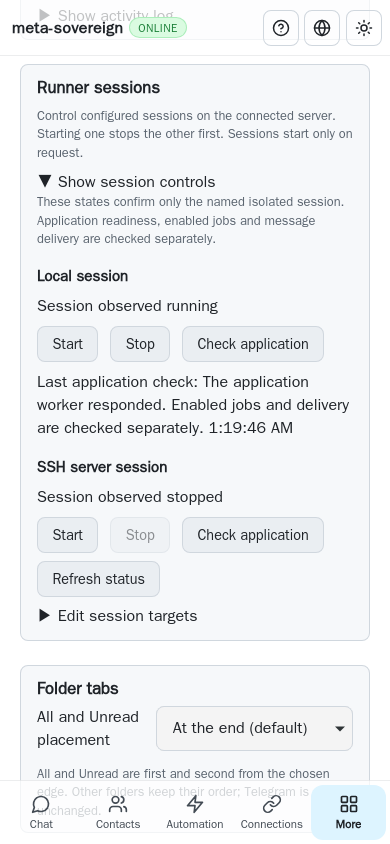 Show activity log
meta-sovereign
ONLINE
Runner sessions
Control configured sessions on the connected server.
Starting one stops the other first. Sessions start only on
request.
Show session controls
These states confirm only the named isolated session.
Application readiness, enabled jobs and message
delivery are checked separately.
Local session
Session observed running
Start Stop Check application
Last application check: The application
worker responded. Enabled jobs and delivery
are checked separately. 1:19:46 AM
SSH server session
Session observed stopped
Start Stop Check application
Refresh status
Edit session targets
Folder tabs
All and Unread
placement
At the end (default)
All and Unread are first and second from the chosen
edge. Other folders keep their order; Telegram is
unchanged.
Chat Contacts Automation Connections More